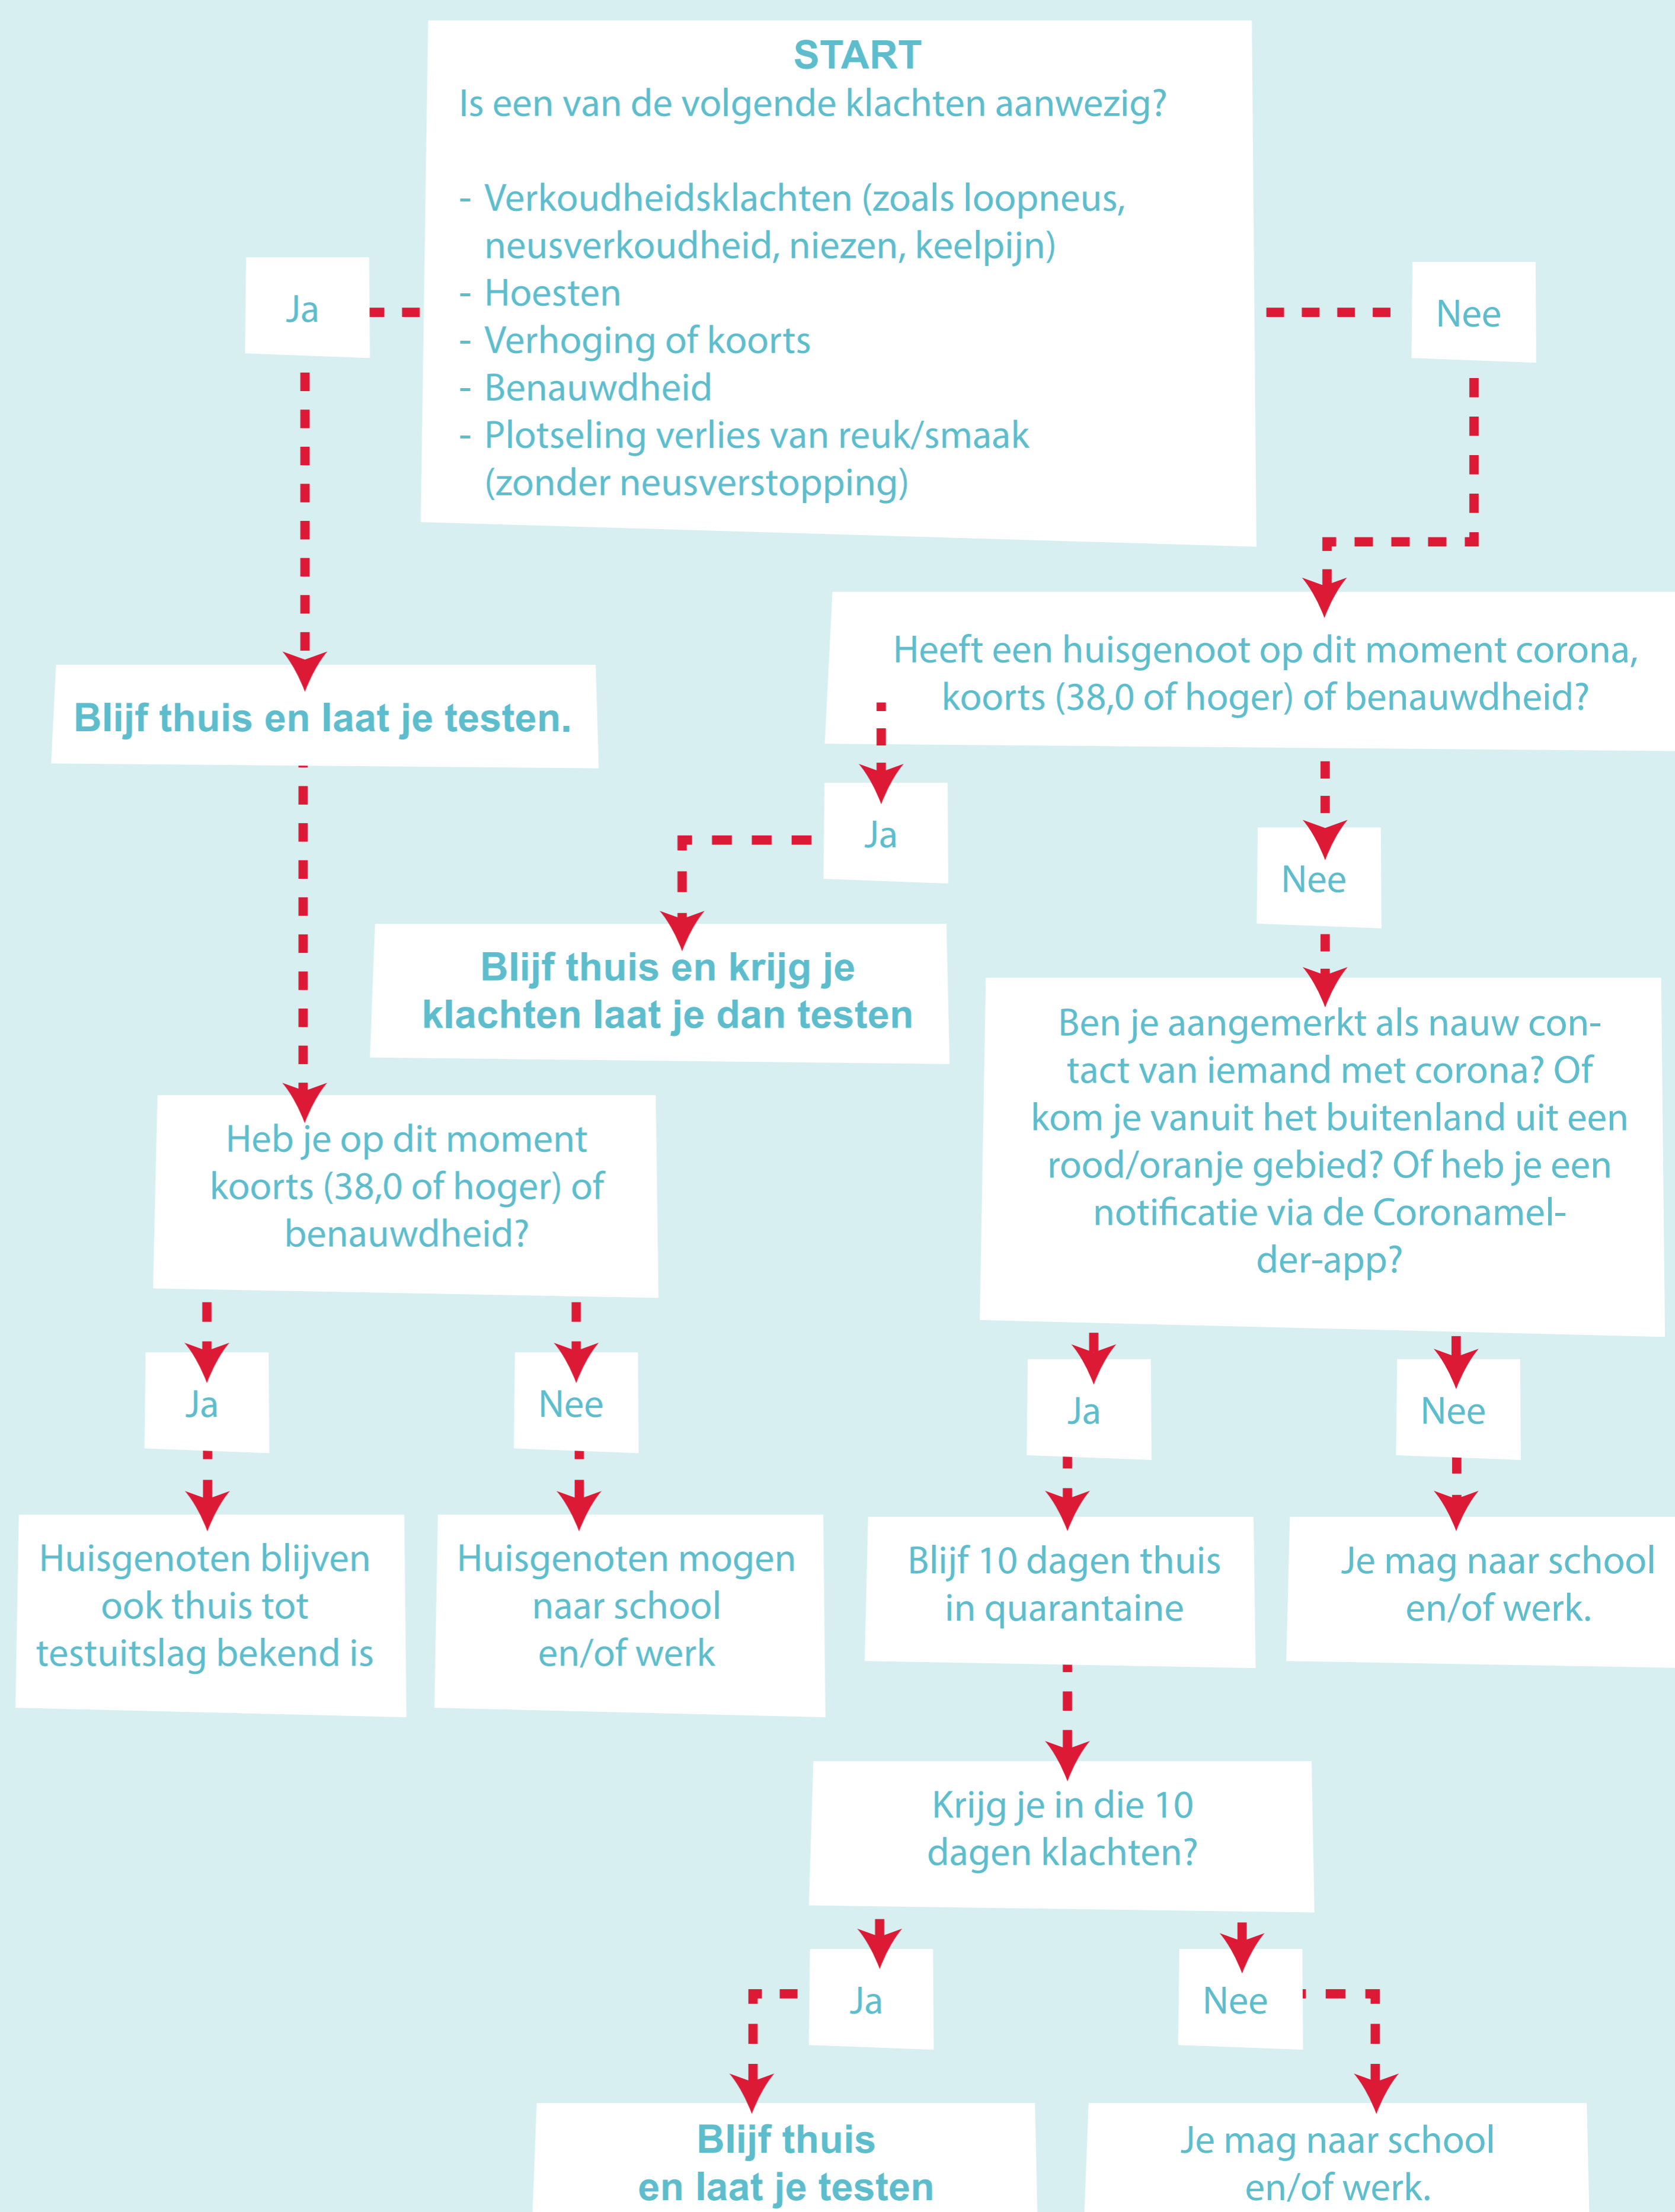 START
Is een van de volgende klachten aanwezig?
- Verkoudheidsklachten (zoals loopneus,
neusverkoudheid, niezen, keelpijn)
- Hoesten
- Verhoging of koorts
- Benauwdheid
- Plotseling verlies van reuk/smaak
(zonder neusverstopping)
Ja
Nee
Blijf thuis en laat je testen.
Heeft een huisgenoot op dit moment corona,
koorts (38,0 of hoger) of benauwdheid?
Ja
Nee
Blijf thuis en krijg je
klachten laat je dan testen
Ben je aangemerkt als nauw con-
tact van iemand met corona? Of
kom je vanuit het buitenland uit een
rood/oranje gebied? Of heb je een
notificatie via de Coronamel-
der-app?
Heb je op dit moment
koorts (38,0 of hoger) of
benauwdheid?
Ja
Nee
Ja
Nee
Huisgenoten blijven
ook thuis tot
testuitslag bekend is
Huisgenoten mogen
naar school
en/of werk
Blijf 10 dagen thuis
in quarantaine
Je mag naar school
en/of werk.
Krijg je in die 10
dagen klachten?
Ja
Nee
Blijf thuis
en laat je testen
Je mag naar school
en/of werk.